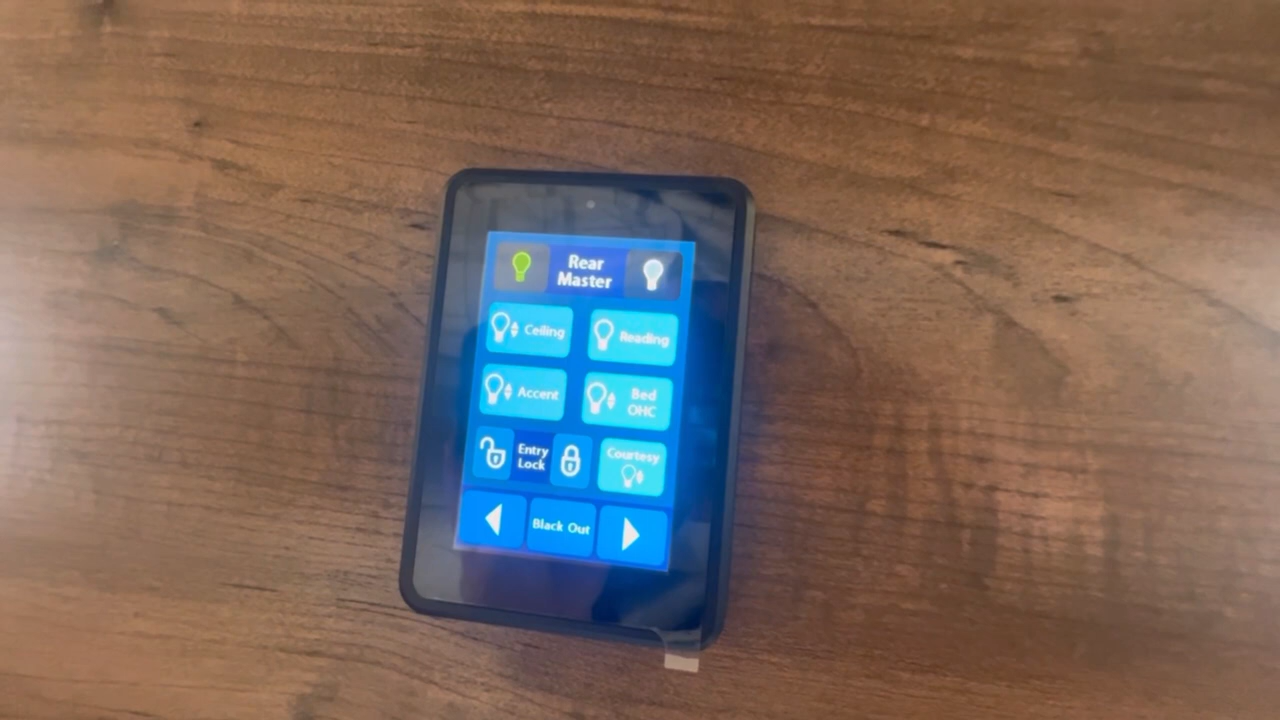 Rear
Master
Ceiling
Reading
Accent
Bed
OHC
Entry
Lock
Courtesy
Black Out